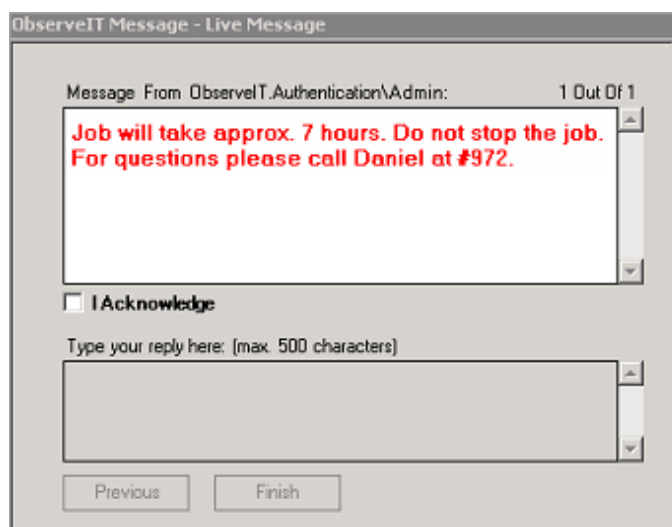 ObserveIT Message - Live Message
Message From ObserveIT.Authentication\Admin: 1 Out Of 1
Job will take approx. 7 hours. Do not stop the job.
For questions please call Daniel at #972.
I Acknowledge
Type your reply here: (max. 500 characters)
Previous Finish